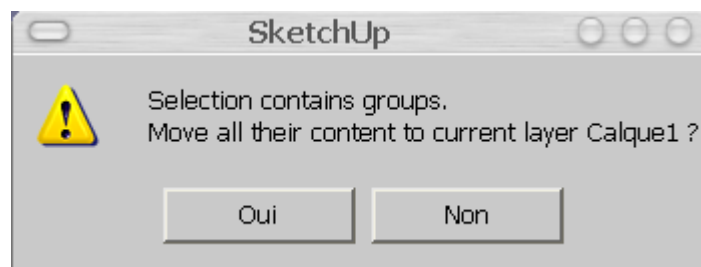 SketchUp
Selection contains groups.
Move all their content to current layer Calque1 ?
Oui
Non